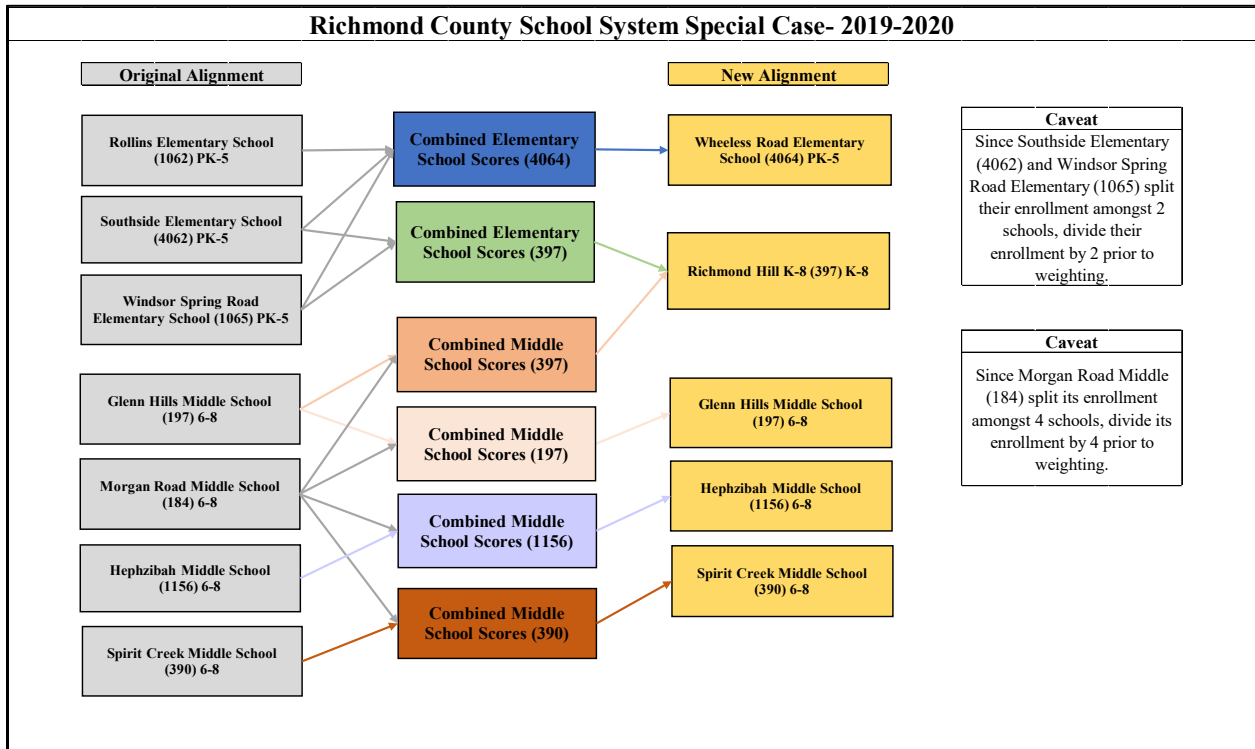 Richmond County School System Special Case- 2019-2020
Original Alignment
New Alignment
Rollins Elementary School
(1062) PK-5
Southside Elementary School
(4062) PK-5
Windsor Spring Road
Elementary School (1065) PK-5
Glenn Hills Middle School
(197) 6-8
Morgan Road Middle School
(184) 6-8
Hephzibah Middle School
(1156) 6-8
Spirit Creek Middle School
(390) 6-8
Combined Elementary
School Scores (4064)
Combined Elementary
School Scores (397)
Combined Middle
School Scores
(397)
Combined Middle
School Scores
(197)
Combined Middle
School Scores (1156)
Combined Middle
School Scores (390)
Wheeless Road Elementary
School (4064) PK-5
Richmond Hill K-8 (397) K-8
Glenn Hills Middle School
(197) 6-8
Hephzibah Middle School
(1156) 6-8
Spirit Creek Middle School
(390) 6-8
Caveat
Since Southside Elementary
(4062) and Windsor Spring
Road Elementary (1065) split
their enrollment amongst 2
schools, divide their
enrollment by 2 prior to
weighting.
Caveat
Since Morgan Road Middle
(184) split its enrollment
amongst 4 schools, divide its
enrollment by 4 prior to
weighting.